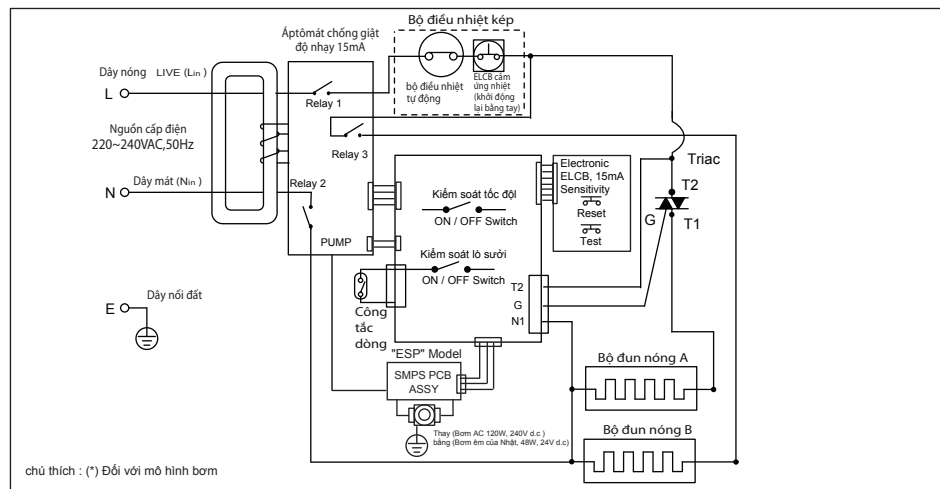 Bộ điều nhiệt kép
Áptômát chống giật
độ nhạy 15mA
Dây nóng LIVE (Lin)
L
Relay 1
bộ điều nhiệt
tự động
ELCB cảm
ứng nhiệt
(khởi động
lại bằng tay)
Nguồn cấp điện
220~240VAC,50Hz
Relay 3
Triac
Electronic
ELCB, 15mA
Sensitivity
Reset
Test
T2
G
T1
Dây mát (Nin)
N
Relay 2
Kiểm soát tốc độl
ON / OFF Switch
PUMP
Kiểm soát lò sưởi
ON / OFF Switch
T2
G
N1
Dây nối đất
E
Công
tắc
dòng
"ESP" Model
SMPS PCB
ASSY
Bộ đun nóng A
Thay (Bơm AC 120W, 240V d.c)
bằng (Bơm êm của Nhật, 48W, 24V d.c)
Bộ đun nóng B
chú thích : (*) Đối với mô hình bơm